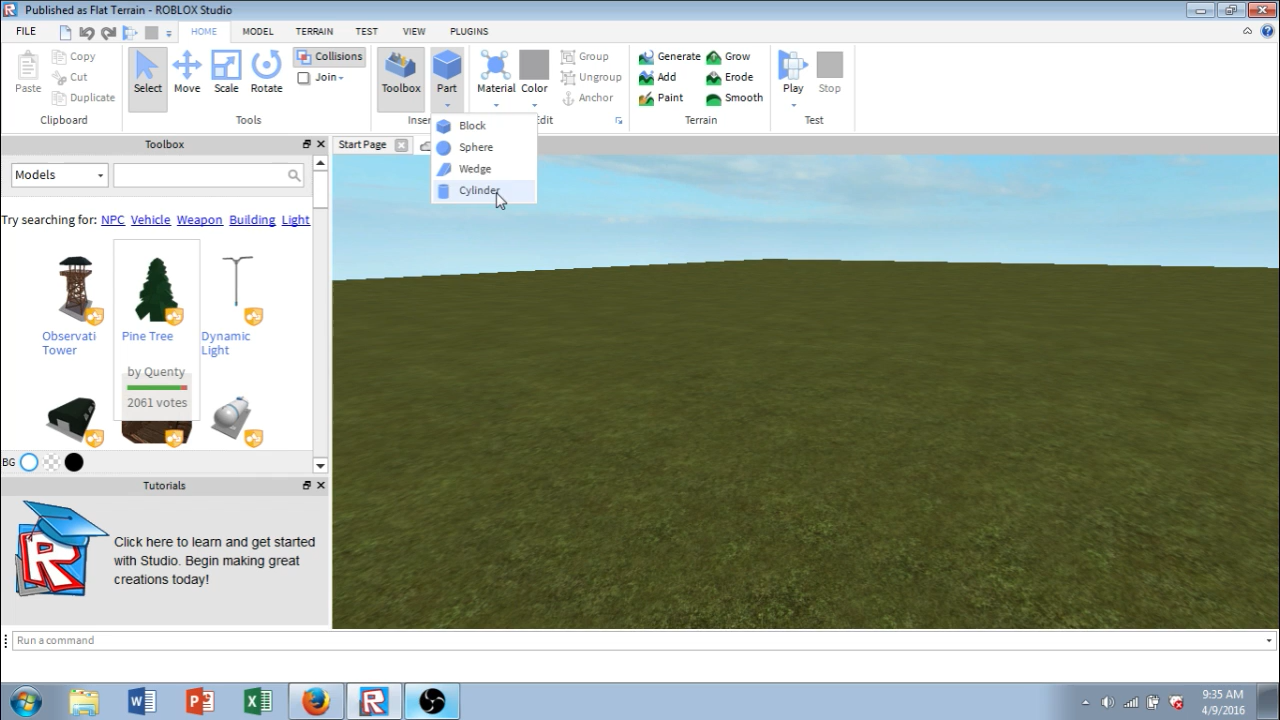 Published as Flat Terrain - ROBLOX Studio
FILE HOME MODEL TERRAIN TEST VIEW PLUGINS
Paste
Copy
Cut
Duplicate
Clipboard
Select Move Scale Rotate
Collisions
Join
Tools
Toolbox Part
Inser
Material Color
Group
Ungroup
Anchor
Edit
Generate Grow
Add Erode
Paint Smooth
Terrain
Play Stop
Test
Block
Sphere
Wedge
Cylinder
Toolbox
Start Page
Models
Try searching for: NPC Vehicle Weapon Building Light
Observati
Tower
Pine Tree
Dynamic
Light
by Quenty
2061 votes
BG
Tutorials
Click here to learn and get started
with Studio. Begin making great
creations today!
Run a command
9:35 AM
4/9/2016